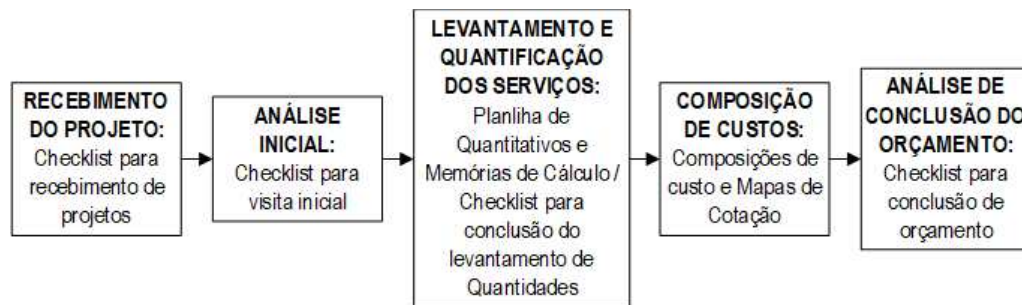 RECEBIMENTO
DO PROJETO:
Checklist para
recebimento de
projetos
ANÁLISE
INICIAL:
Checklist para
visita inicial
LEVANTAMENTO E
QUANTIFICAÇÃO
DOS SERVIÇOS:
Planliha de
Quantitativos e
Memórias de Cálculo /
Checklist para
conclusão do
levantamento de
Quantidades
COMPOSIÇÃO
DE CUSTOS:
Composições de
custo e Mapas de
Cotação
ANÁLISE DE
CONCLUSÃO DO
ORÇAMENTO:
Checklist para
conclusão de
orçamento